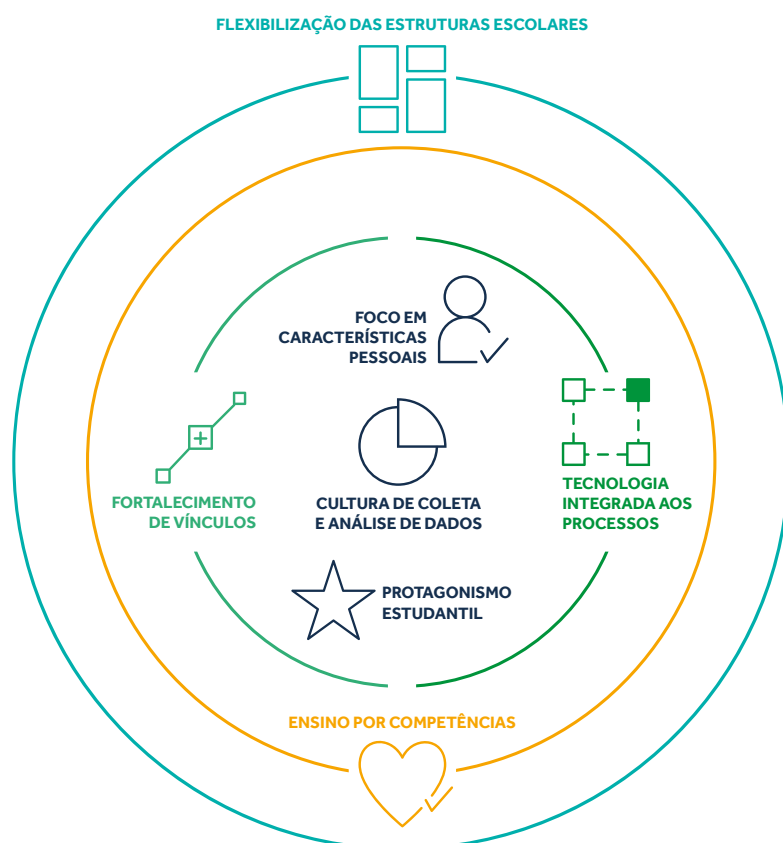 FLEXIBILIZAÇÃO DAS ESTRUTURAS ESCOLARES
FOCO EM
CARACTERÍSTICAS
PESSOAIS
FORTALECIMENTO
DE VÍNCULOS
CULTURA DE COLETA
E ANÁLISE DE DADOS
TECNOLOGIA
INTEGRADA AOS
PROCESSOS
PROTAGONISMO
ESTUDANTIL
ENSINO POR COMPETÊNCIAS